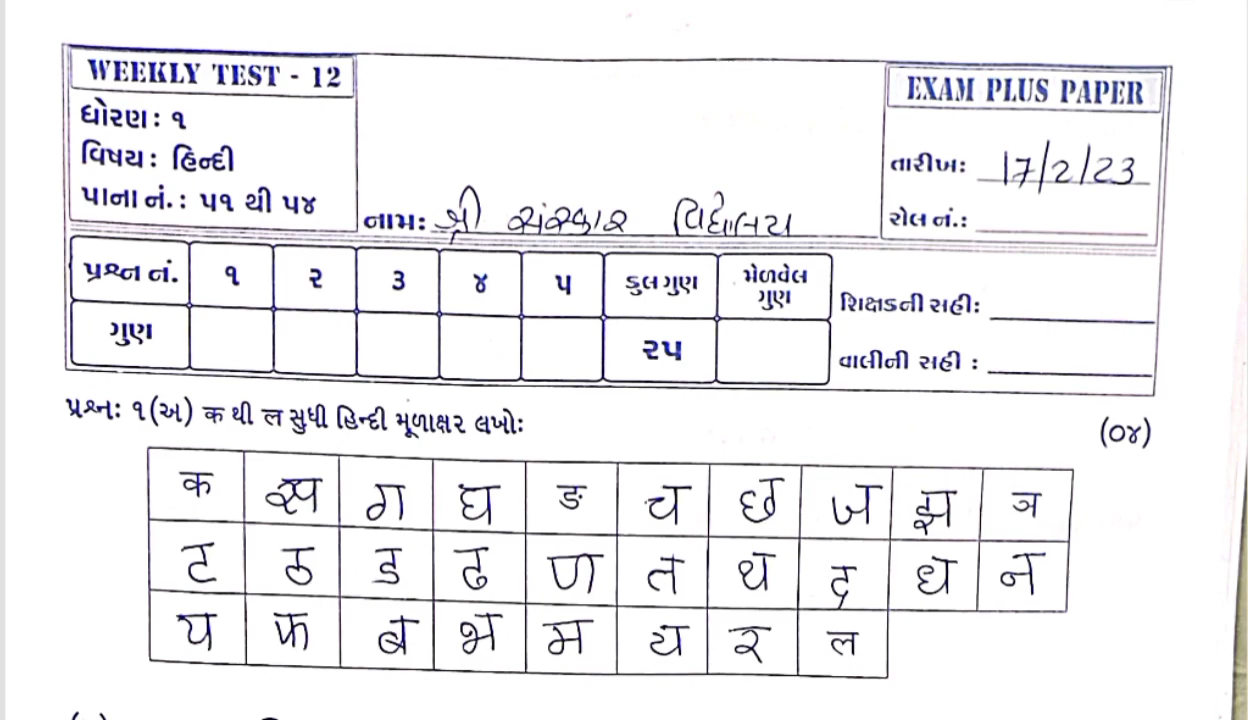 WEEKLY TEST - 12
EXAM PLUS PAPER
ધોરણ: ૧
વિષય: હિન્દી
તારીખ: 17/2/23
પાના નં.: ૫૧ થી ૫૪
નામ: શ્રી સંસ્કાર વિદ્યાલય
રોલ નં.:
પ્રશ્ન નં. ૧ ૨ ૩ ૪ ૫ કુલ ગુણ મેળવેલ ગુણ
શિક્ષકની સહી:
ગુણ ૨૫
વાલીની સહી :
પ્રશ્ન: ૧(અ) क થી ल સુધી હિન્દી મૂળાક્ષર લખો: (૦૪)
क ख ग घ ङ च छ ज झ ञ
ट ठ ड ढ ण त थ द ध न
य फ ब भ म य र ल